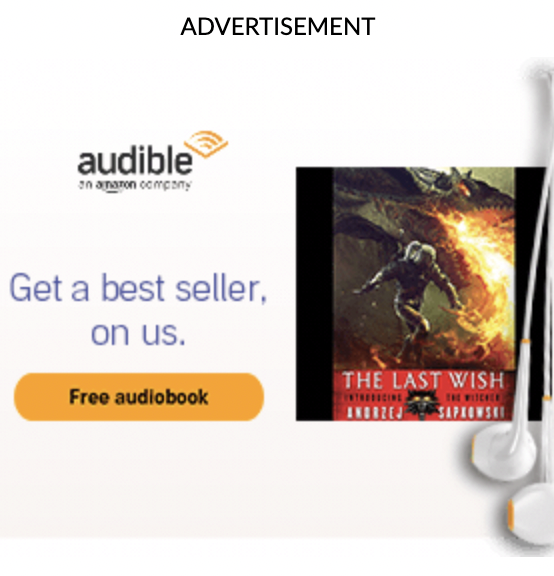 ADVERTISEMENT
audible
an amazon company
Get a best seller,
on us.
Free audiobook
THE LAST WISH
INTRODUCING THE WITCHER
ANDRZEJ SAPKOWSKI